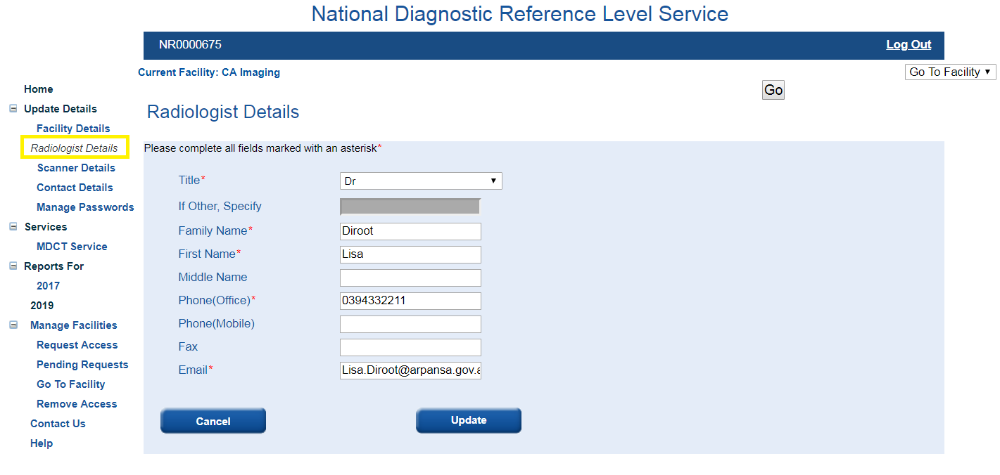 National Diagnostic Reference Level Service
NR0000675
Log Out
Current Facility: CA Imaging
Go To Facility
Go
Home
Update Details
Facility Details
Radiologist Details
Scanner Details
Contact Details
Manage Passwords
Services
MDCT Service
Reports For
2017
2019
Manage Facilities
Request Access
Pending Requests
Go To Facility
Remove Access
Contact Us
Help
Radiologist Details
Please complete all fields marked with an asterisk*
Title* Dr
If Other, Specify
Family Name* Diroot
First Name* Lisa
Middle Name
Phone(Office)* 0394332211
Phone(Mobile)
Fax
Email* Lisa.Diroot@arpansa.gov.a
Cancel Update